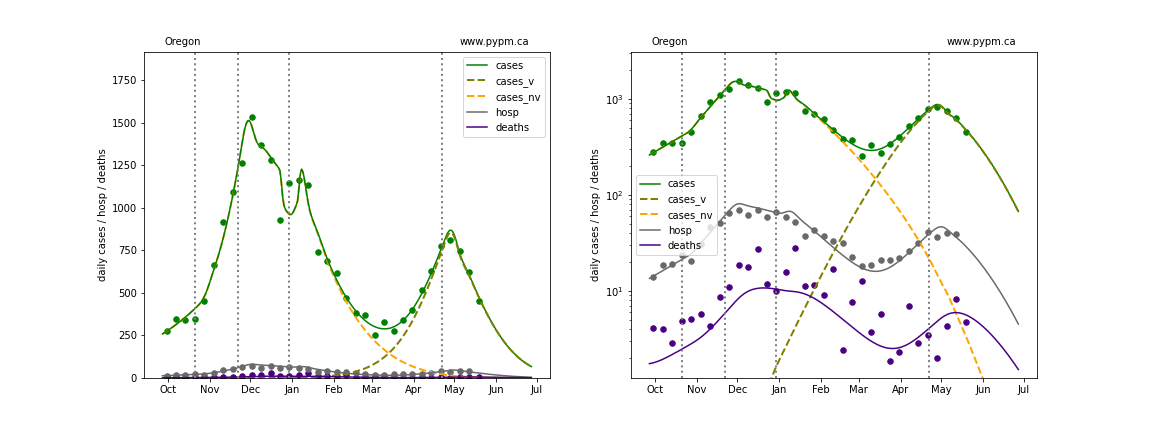 Oregon www.pypm.ca
daily cases / hosp / deaths
1750
1500
1250
1000
750
500
250
0
cases
cases_v
cases_nv
hosp
deaths
Oct Nov Dec Jan Feb Mar Apr May Jun Jul
Oregon www.pypm.ca
daily cases / hosp / deaths
10³
10²
10¹
cases
cases_v
cases_nv
hosp
deaths
Oct Nov Dec Jan Feb Mar Apr May Jun Jul